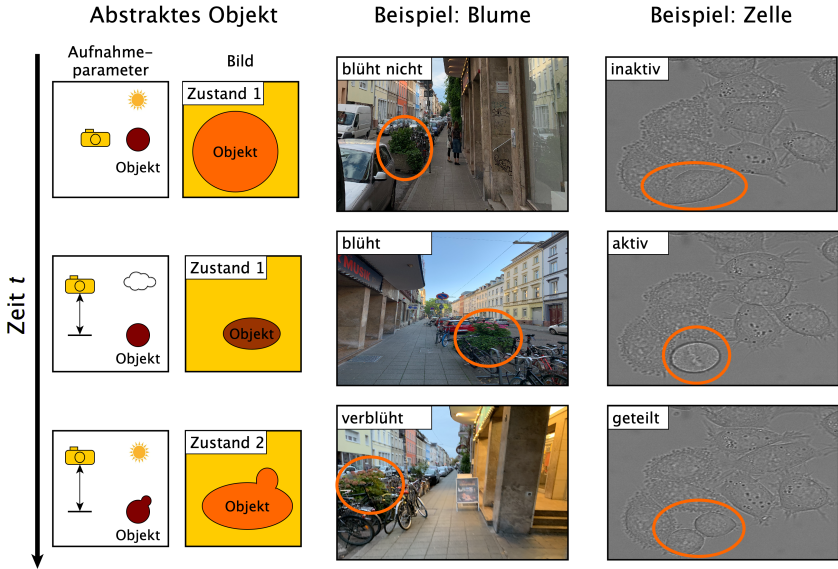 Abstraktes Objekt
Beispiel: Blume
Beispiel: Zelle
Aufnahme-
parameter
Bild
Zeit t
Objekt
Zustand 1
Objekt
blüht nicht
inaktiv
Objekt
Zustand 1
Objekt
blüht
aktiv
Objekt
Zustand 2
Objekt
verblüht
geteilt